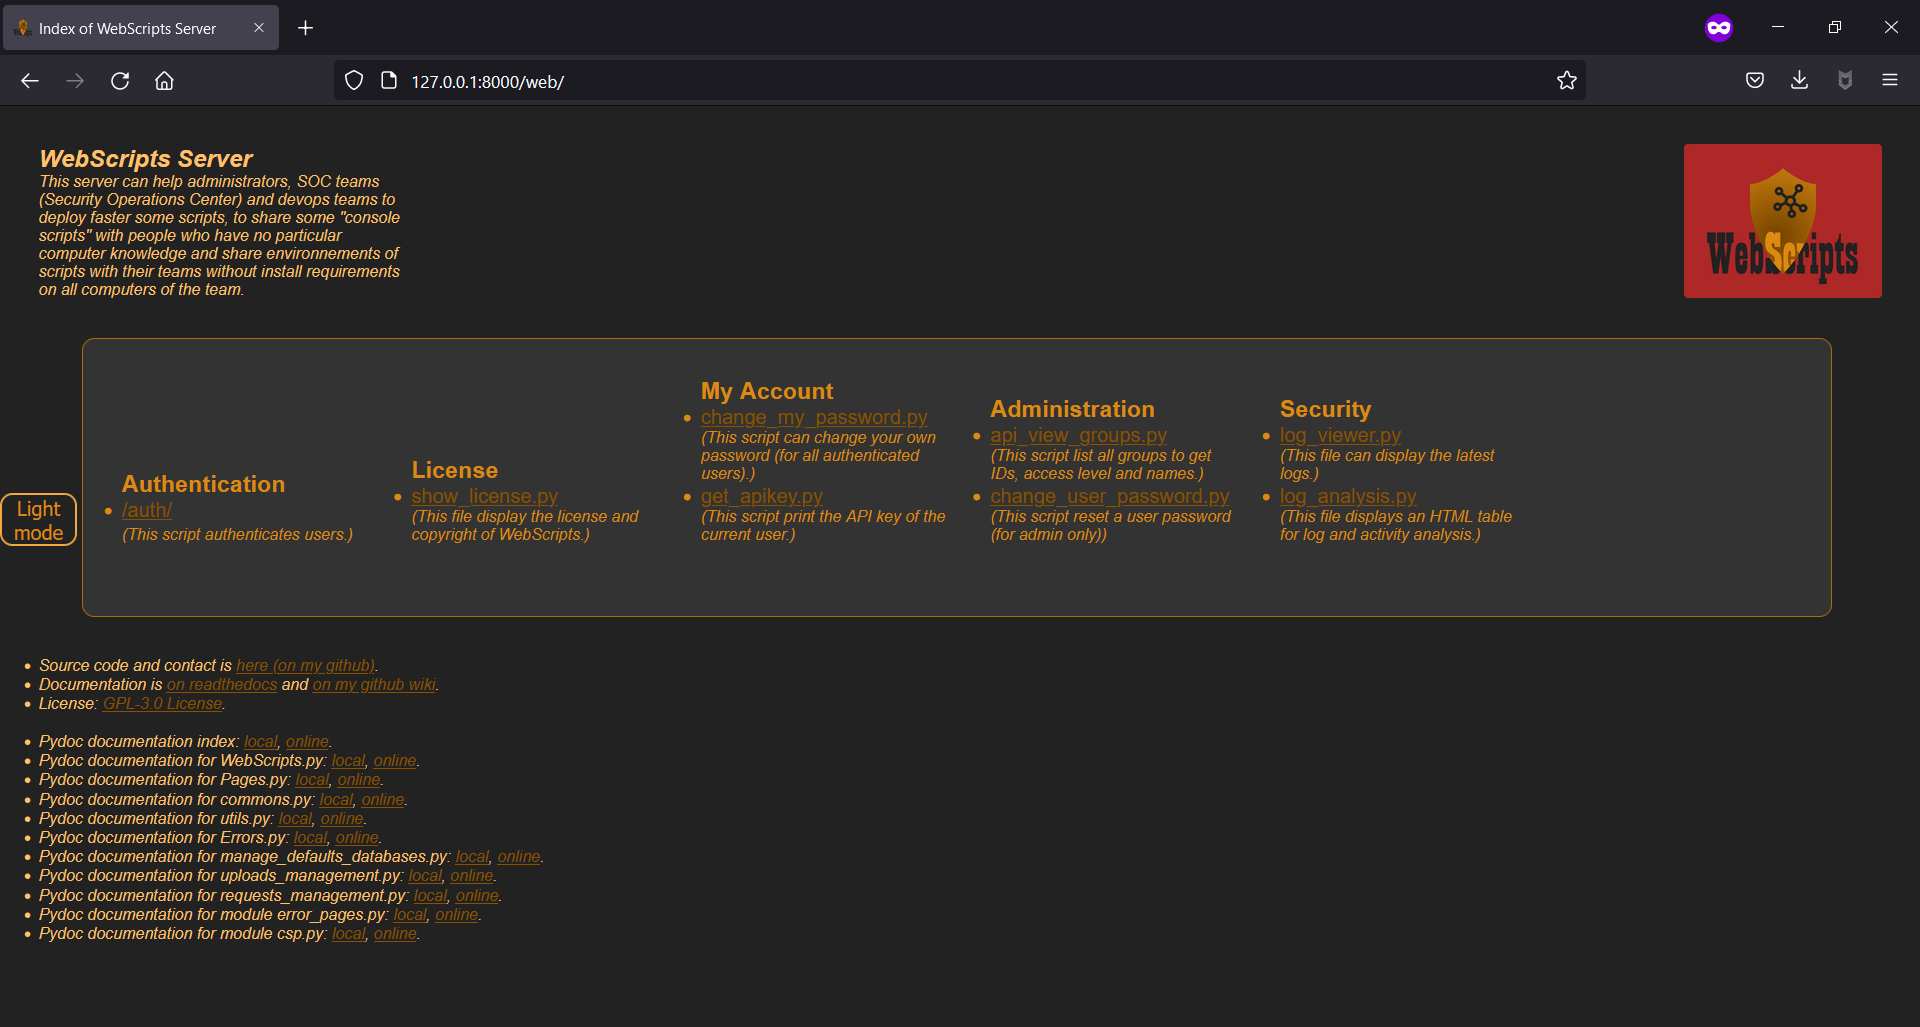 Index of WebScripts Server
127.0.0.1:8000/web/
WebScripts Server
This server can help administrators, SOC teams
(Security Operations Center) and devops teams to
deploy faster some scripts, to share some "console
scripts" with people who have no particular
computer knowledge and share environnements of
scripts with their teams without install requirements
on all computers of the team.
WebScripts
Light
mode
Authentication
/auth/
(This script authenticates users.)
License
show_license.py
(This file display the license and
copyright of WebScripts.)
My Account
change_my_password.py
(This script can change your own
password (for all authenticated
users).)
get_apikey.py
(This script print the API key of the
current user.)
Administration
api_view_groups.py
(This script list all groups to get
IDs, access level and names.)
change_user_password.py
(This script reset a user password
(for admin only))
Security
log_viewer.py
(This file can display the latest
logs.)
log_analysis.py
(This file displays an HTML table
for log and activity analysis.)
Source code and contact is here (on my github).
Documentation is on readthedocs and on my github wiki.
License: GPL-3.0 License.
Pydoc documentation index: local, online.
Pydoc documentation for WebScripts.py: local, online.
Pydoc documentation for Pages.py: local, online.
Pydoc documentation for commons.py: local, online.
Pydoc documentation for utils.py: local, online.
Pydoc documentation for Errors.py: local, online.
Pydoc documentation for manage_defaults_databases.py: local, online.
Pydoc documentation for uploads_management.py: local, online.
Pydoc documentation for requests_management.py: local, online.
Pydoc documentation for module error_pages.py: local, online.
Pydoc documentation for module csp.py: local, online.